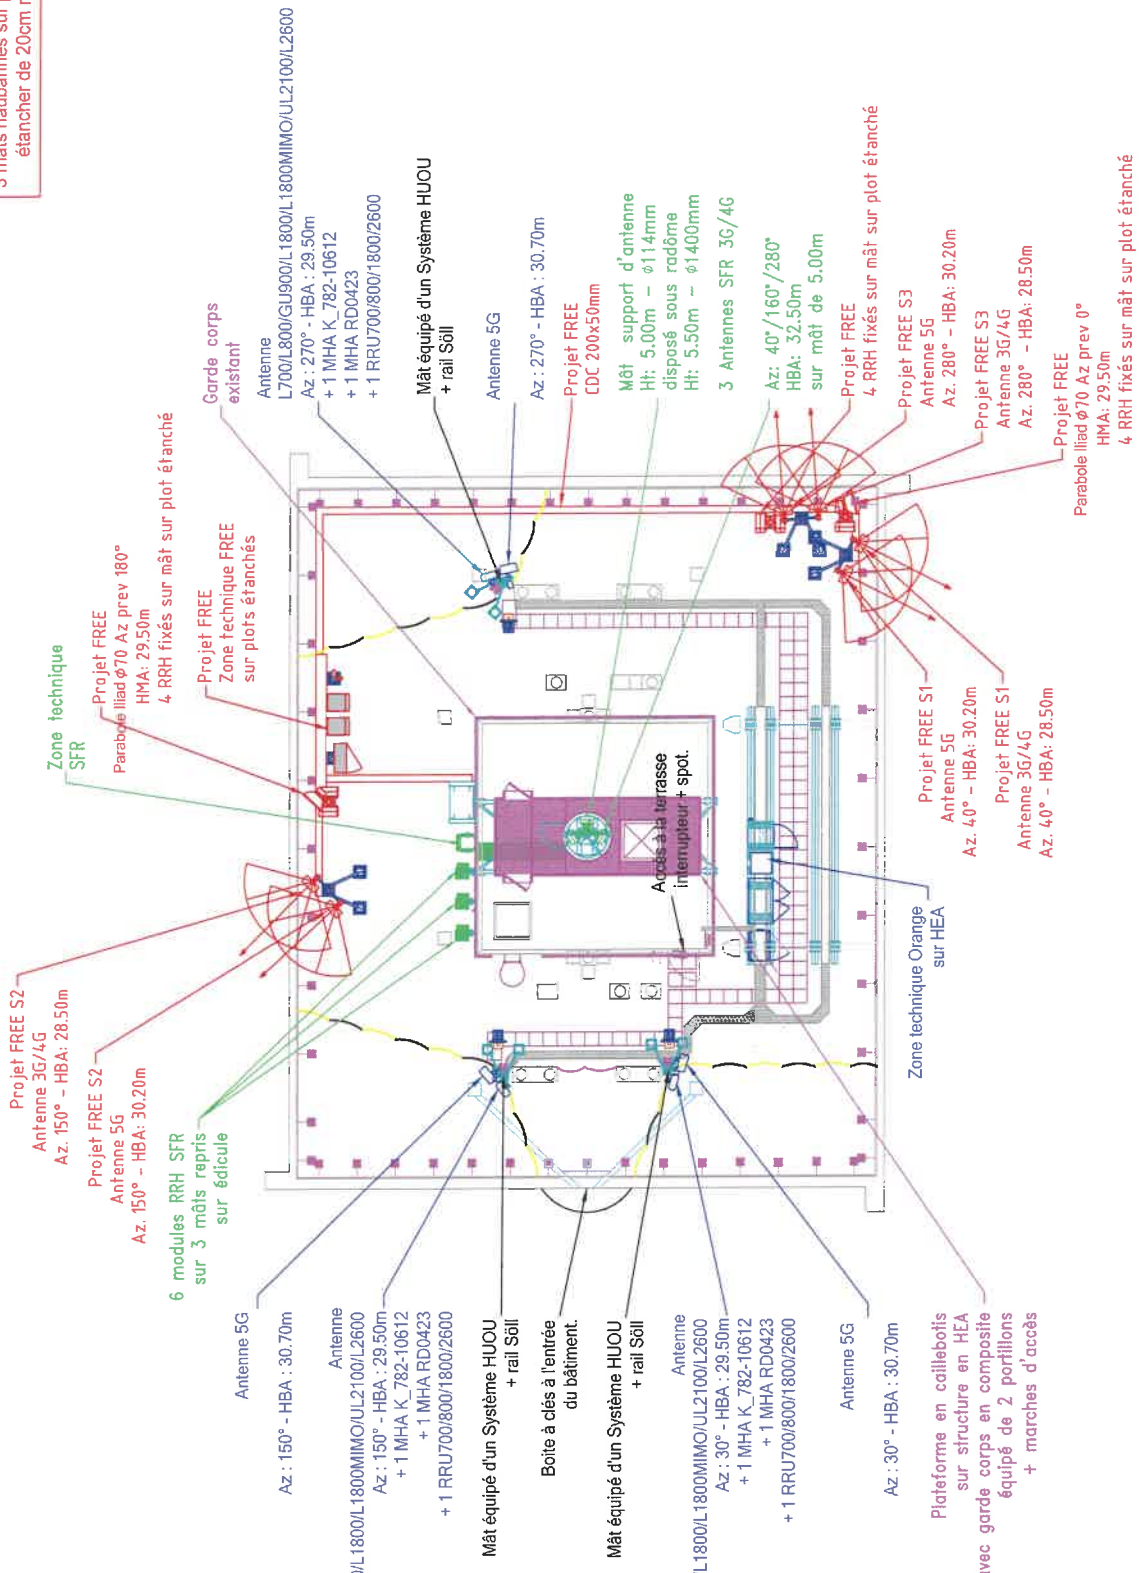 3 mâts haubannés sur
étancher de 20cm
Zone technique
SFR
Projet FREE
Parabole Iliad ø70 Az prev 180°
HMA: 29.50m
4 RRH fixés sur mât sur plot étanché
Projet FREE
Zone technique FREE
sur plots étanchés
Garde corps
existant
Antenne
L700/L800/GU900/L1800/L1800MIMO/UL2100/L2600
Az : 270° - HBA : 29.50m
+ 1 MHA K_782-10612
+ 1 MHA RD0423
+ 1 RRU700/800/1800/2600
Mât équipé d'un Système HUOU
+ rail Söll
Antenne 5G
Az : 270° - HBA : 30.70m
Projet FREE
CDC 200x50mm
Mât support d'antenne
Ht: 5.00m - ø114mm
disposé sous radôme
Ht: 5.50m - ø1400mm
3 Antennes SFR 3G/4G
Az: 40°/160°/280°
HBA: 32.50m
sur mât de 5.00m
Projet FREE
4 RRH fixés sur mât sur plot étanché
Projet FREE S3
Antenne 5G
Az. 280° - HBA: 30.20m
Projet FREE S3
Antenne 3G/4G
Az. 280° - HBA: 28.50m
Projet FREE
Parabole Iliad ø70 Az prev 0°
HMA: 29.50m
4 RRH fixés sur mât sur plot étanché
Projet FREE S2
Antenne 3G/4G
Az. 150° - HBA: 28.50m
Projet FREE S2
Antenne 5G
Az. 150° - HBA: 30.20m
6 modules RRH SFR
sur 3 mâts repris
sur édicule
Accès à la terrasse
interrupteur + spot.
Projet FREE S1
Antenne 5G
Az. 40° - HBA: 30.20m
Projet FREE S1
Antenne 3G/4G
Az. 40° - HBA: 28.50m
Zone technique Orange
sur HEA
Antenne 5G
Az : 150° - HBA : 30.70m
Antenne
/L1800/L1800MIMO/UL2100/L2600
Az : 150° - HBA : 29.50m
+ 1 MHA K_782-10612
+ 1 MHA RD0423
+ 1 RRU700/800/1800/2600
Mât équipé d'un Système HUOU
+ rail Söll
Boite à clés à l'entrée
du bâtiment.
Mât équipé d'un Système HUOU
+ rail Söll
Antenne
L1800/L1800MIMO/UL2100/L2600
Az : 30° - HBA : 29.50m
+ 1 MHA K_782-10612
+ 1 MHA RD0423
+ 1 RRU700/800/1800/2600
Antenne 5G
Az : 30° - HBA : 30.70m
Plateforme en caillebotis
sur structure en HEA
avec garde corps en composite
équipé de 2 portillons
+ marches d'accès